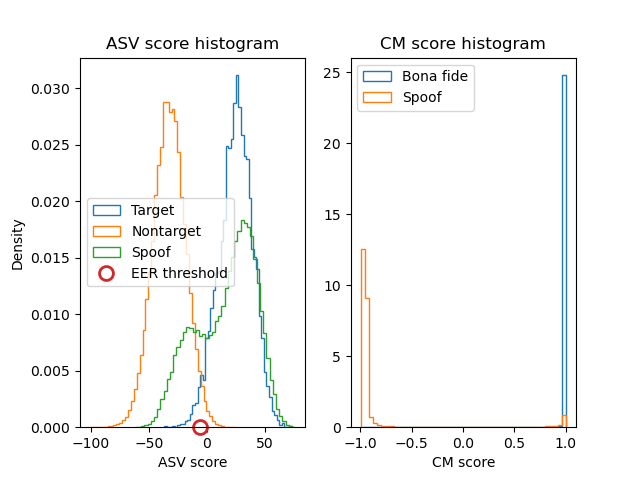 ASV score histogram
Density
0.030
0.025
0.020
0.015
0.010
0.005
0.000
Target
Nontarget
Spoof
EER threshold
−100
−50
0
50
ASV score
CM score histogram
25
20
15
10
5
0
Bona fide
Spoof
−1.0
−0.5
0.0
0.5
1.0
CM score